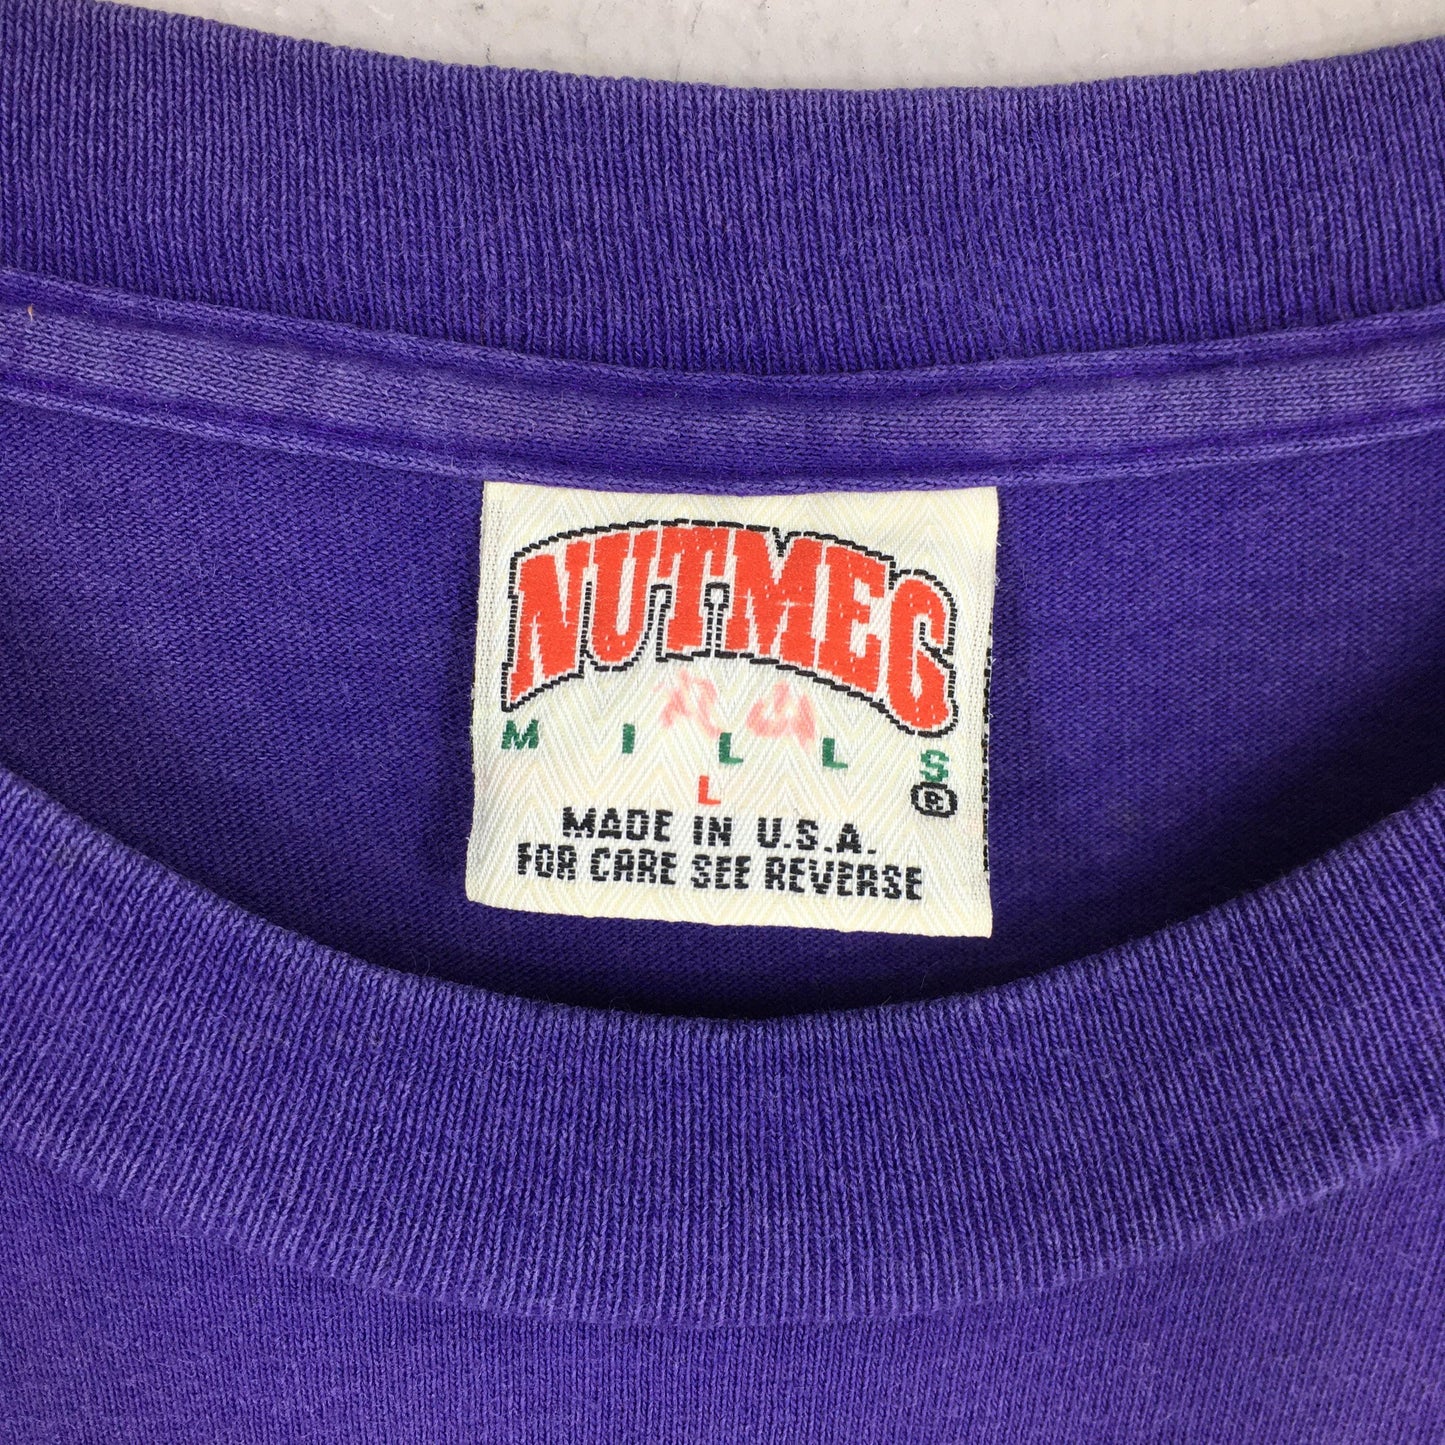 NUTMEG
MILLS
®
L
MADE IN U.S.A.
FOR CARE SEE REVERSE